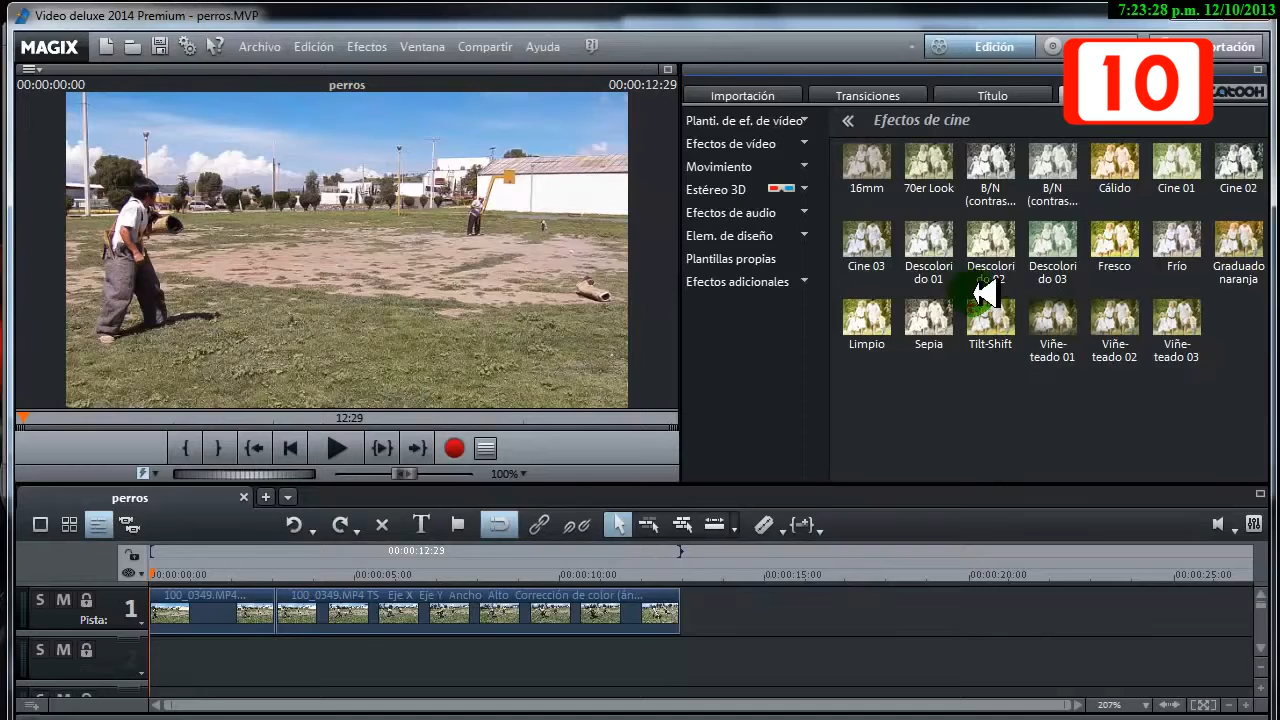 7:23:28 p.m. 12/10/2013
Video deluxe 2014 Premium - perros.MVP
MAGIX
Archivo
Edición
Efectos
Ventana
Compartir
Ayuda
Edición
ortación
10
00:00:00:00
perros
00:00:12:29
Importación
Transiciones
Título
catooh
Planti. de ef. de vídeo
Efectos de vídeo
Movimiento
Estéreo 3D
Efectos de audio
Elem. de diseño
Plantillas propias
Efectos adicionales
Efectos de cine
16mm
70er Look
B/N
(contras...
B/N
(contras...
Cálido
Cine 01
Cine 02
Cine 03
Descolori
do 01
Descolori
do 02
Descolori
do 03
Fresco
Frío
Graduado
naranja
Limpio
Sepia
Tilt-Shift
Viñe-
teado 01
Viñe-
teado 02
Viñe-
teado 03
12:29
100%
perros
00:00:12:29
00:00:00:00
00:00:05:00
00:00:10:00
00:00:15:00
00:00:20:00
00:00:25:00
S M
Pista: 1
100_0349.MP4...
100_0349.MP4 TS Eje X Eje Y Ancho Alto Corrección de color (án...
S M
207%